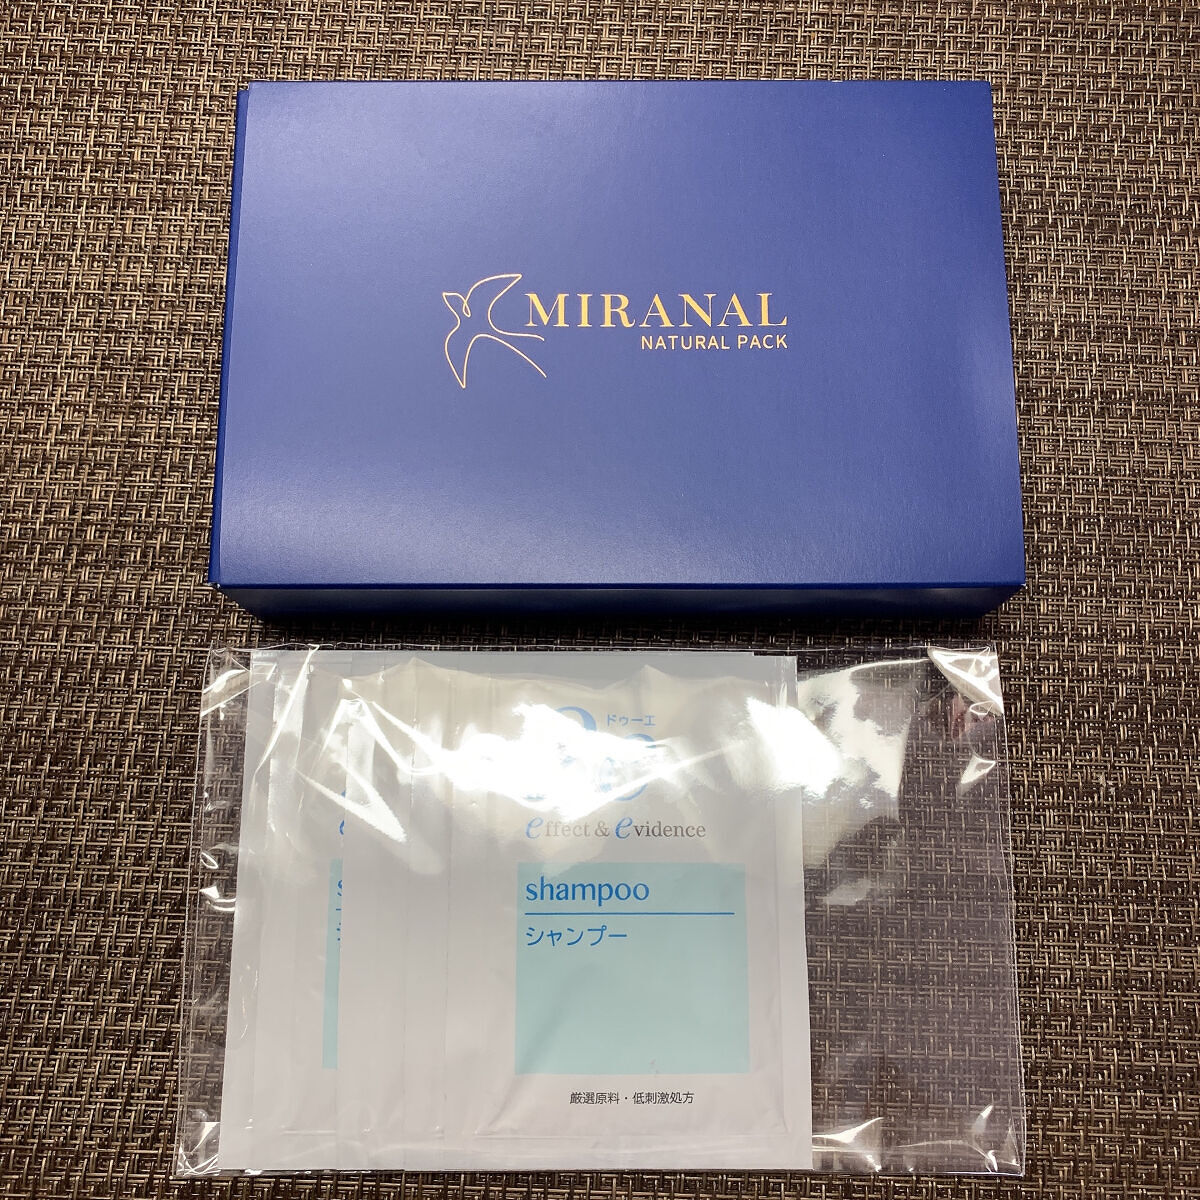 MIRANAL
NATURAL PACK
ドゥーエ
effect & evidence
shampoo
シャンプー
厳選原料・低刺激処方